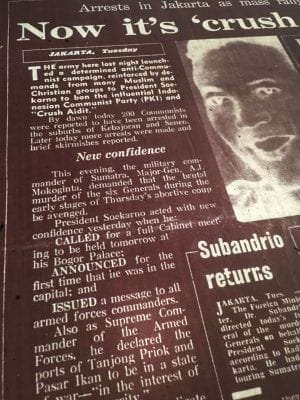 Arrests in Jakarta as mass
Now it's 'crush
JAKARTA, Tuesday
THE army here last night launch-
ed a determined anti-Commu-
nist campaign, reinforced by de-
mands from many Muslim and
Christian groups to President Soe-
karno to ban the influential Indo-
nesian Communist Party (PKI) and
"Crush Aidit."
By dawn today 200 Communists
were reported to have been arrested in
the suburbs of Kebajoran and Senen.
Later today more arrests were made and
brief skirmishes reported.
New confidence
This evening, the military com-
mander of Sumatra, Major-Gen. A.J.
Mokoginta, demanded that the brutal
murder of the six Generals during the
early stages of Thursday's abortive coup
be avenged.
President Soekarno acted with new
confidence yesterday when he:
CALLED for a full Cabinet meet-
ing to be held tomorrow at
his Bogor Palace;
ANNOUNCED for the
first time that he was in the
capital; and
ISSUED a message to all
armed forces commanders.
Also as Supreme Com-
mander of the Armed
Forces, he declared the
ports of Tanjong Priok and
Pasar Ikan to be in a state
of war—"in the interest of
Subandrio
returns
JAKARTA, Tues
The Foreign Minis
Dr. Subandr
directed today's
eral of the murd
Generals on behalf
President Soek
according to Rad
karta. He ha
touring Sumatra